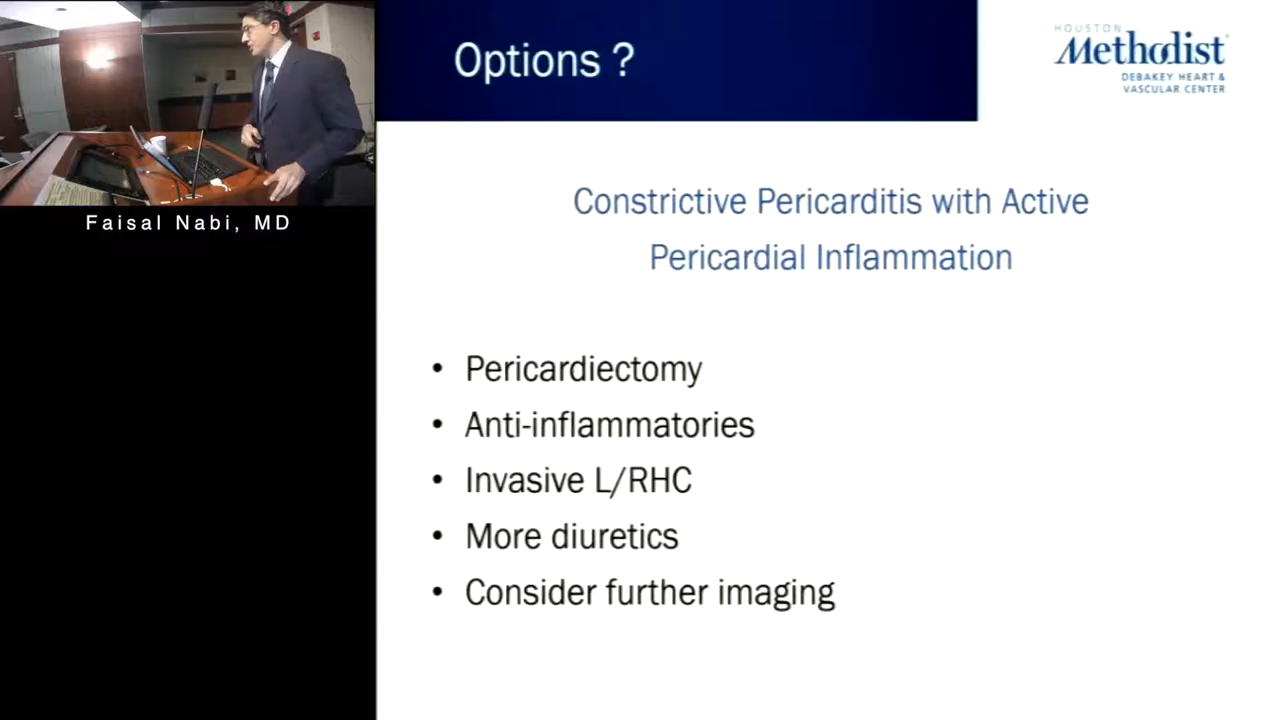 Options ?
HOUSTON
Methodist
DEBAKEY HEART &
VASCULAR CENTER
Faisal Nabi, MD
Constrictive Pericarditis with Active
Pericardial Inflammation
• Pericardiectomy
• Anti-inflammatories
• Invasive L/RHC
• More diuretics
• Consider further imaging